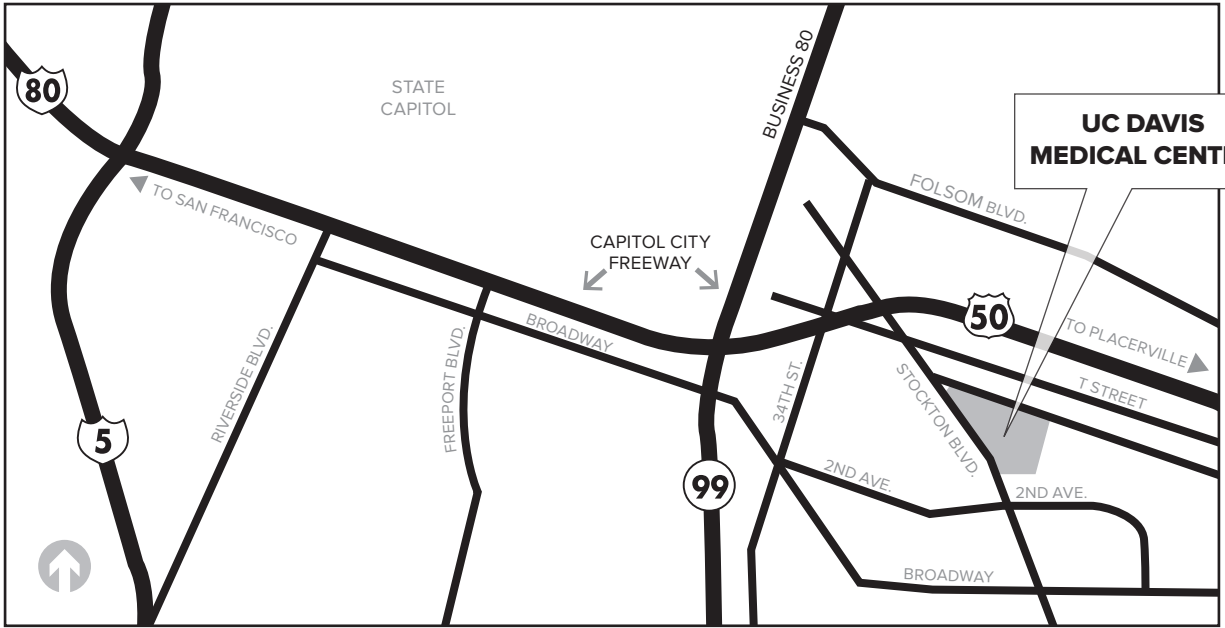 80
STATE
CAPITOL
BUSINESS 80
UC DAVIS
MEDICAL CENT
TO SAN FRANCISCO
FOLSOM BLVD.
CAPITOL CITY
FREEWAY
50
TO PLACERVILLE
BROADWAY
RIVERSIDE BLVD.
FREEPORT BLVD.
34TH ST.
STOCKTON BLVD.
T STREET
5
99
2ND AVE.
2ND AVE.
BROADWAY